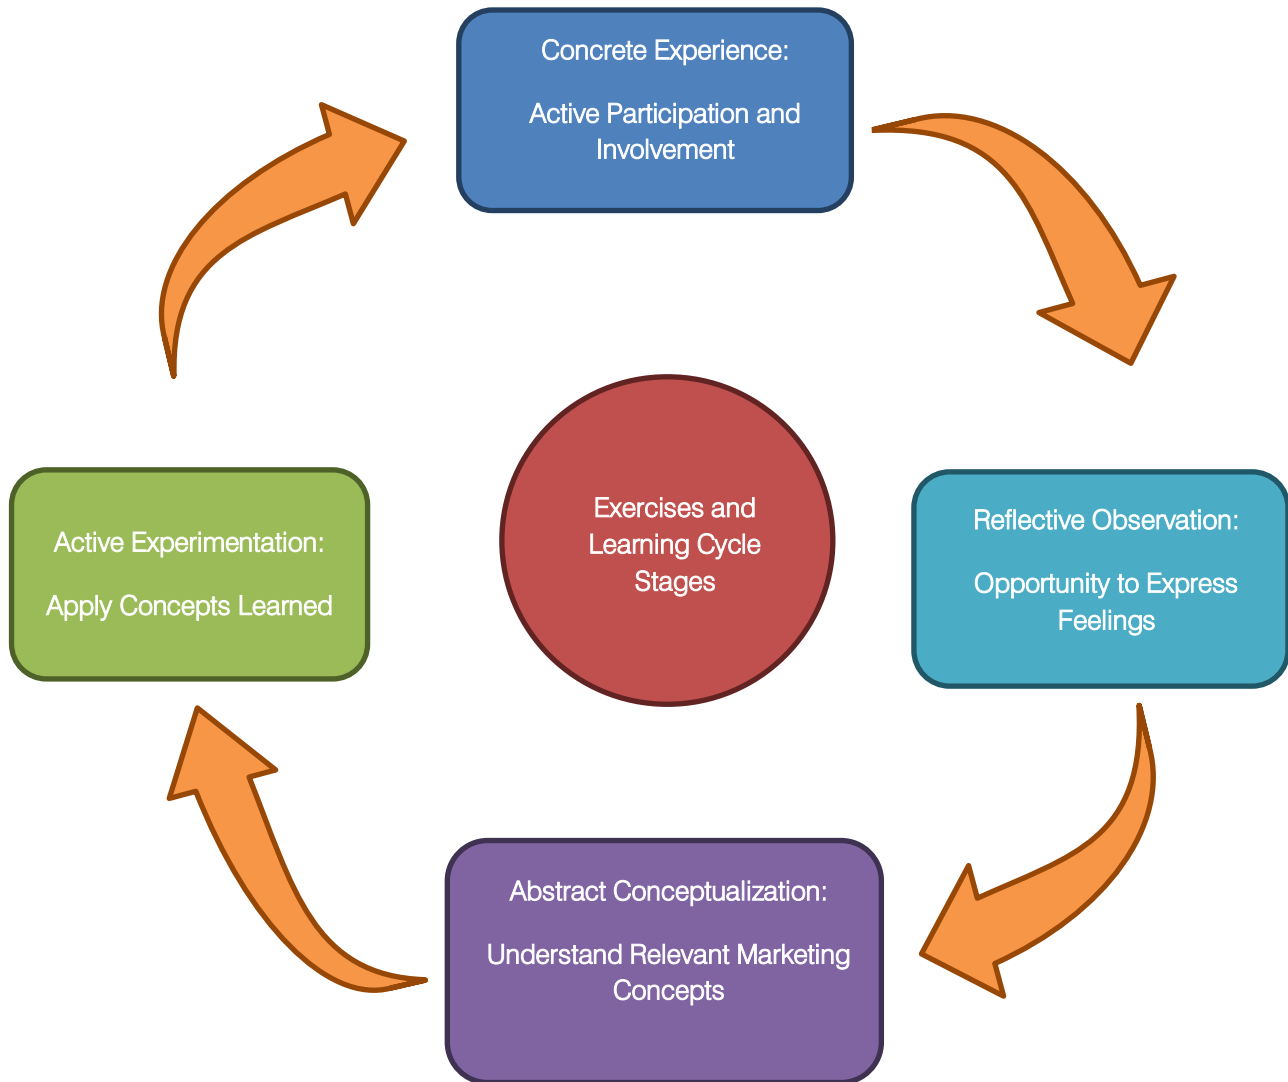 Concrete Experience:
Active Participation and
Involvement
Exercises and
Learning Cycle
Stages
Reflective Observation:
Opportunity to Express
Feelings
Active Experimentation:
Apply Concepts Learned
Abstract Conceptualization:
Understand Relevant Marketing
Concepts